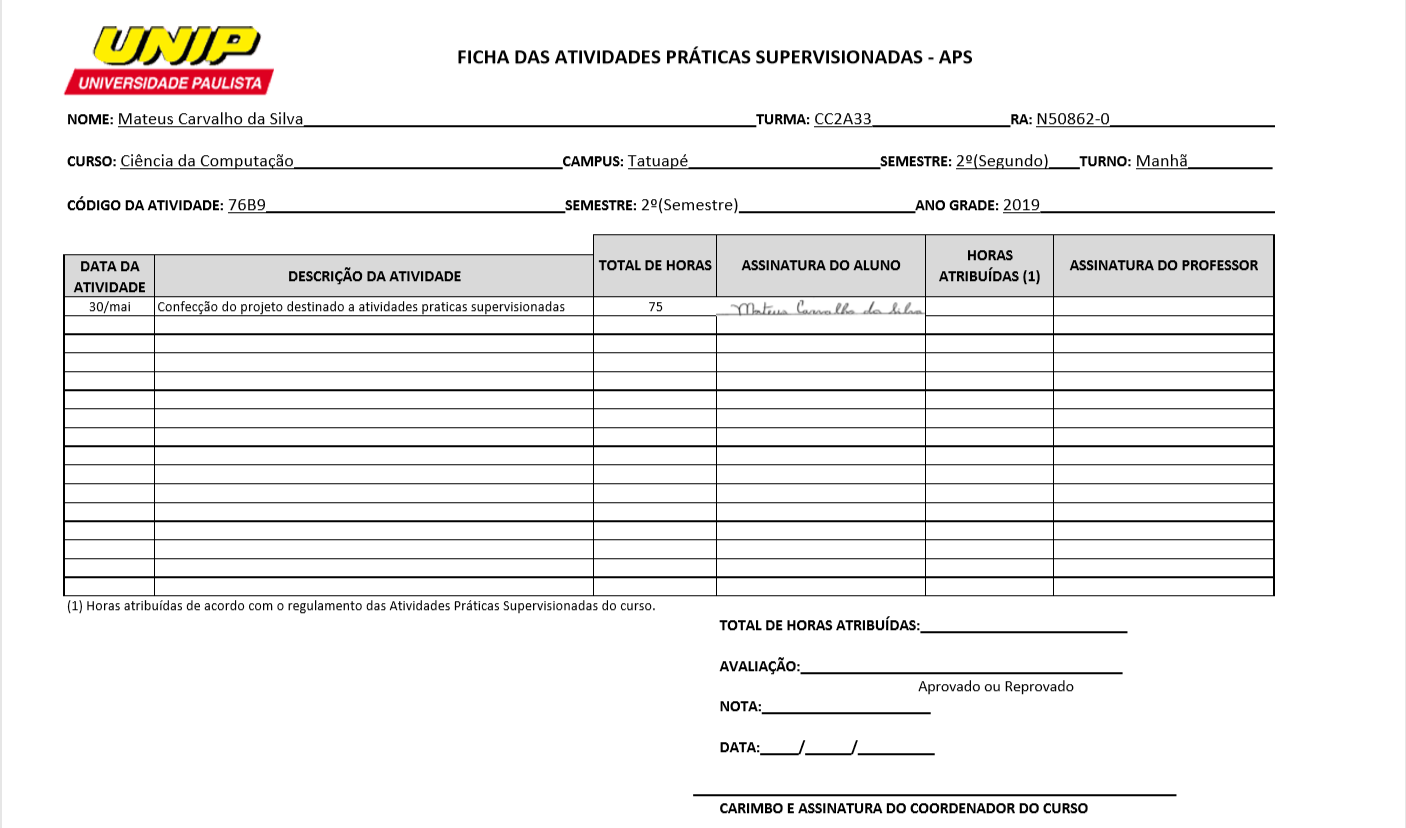 UNIP
UNIVERSIDADE PAULISTA
FICHA DAS ATIVIDADES PRÁTICAS SUPERVISIONADAS - APS
NOME: Mateus Carvalho da Silva TURMA: CC2A33 RA: N50862-0
CURSO: Ciência da Computação CAMPUS: Tatuapé SEMESTRE: 2º(Segundo) TURNO: Manhã
CÓDIGO DA ATIVIDADE: 76B9 SEMESTRE: 2º(Semestre) ANO GRADE: 2019
DATA DA ATIVIDADE DESCRIÇÃO DA ATIVIDADE TOTAL DE HORAS ASSINATURA DO ALUNO HORAS ATRIBUÍDAS (1) ASSINATURA DO PROFESSOR
30/mai Confecção do projeto destinado a atividades praticas supervisionadas 75 Mateus Carvalho da Silva
(1) Horas atribuídas de acordo com o regulamento das Atividades Práticas Supervisionadas do curso.
TOTAL DE HORAS ATRIBUÍDAS:
AVALIAÇÃO:
Aprovado ou Reprovado
NOTA:
DATA: / /
CARIMBO E ASSINATURA DO COORDENADOR DO CURSO